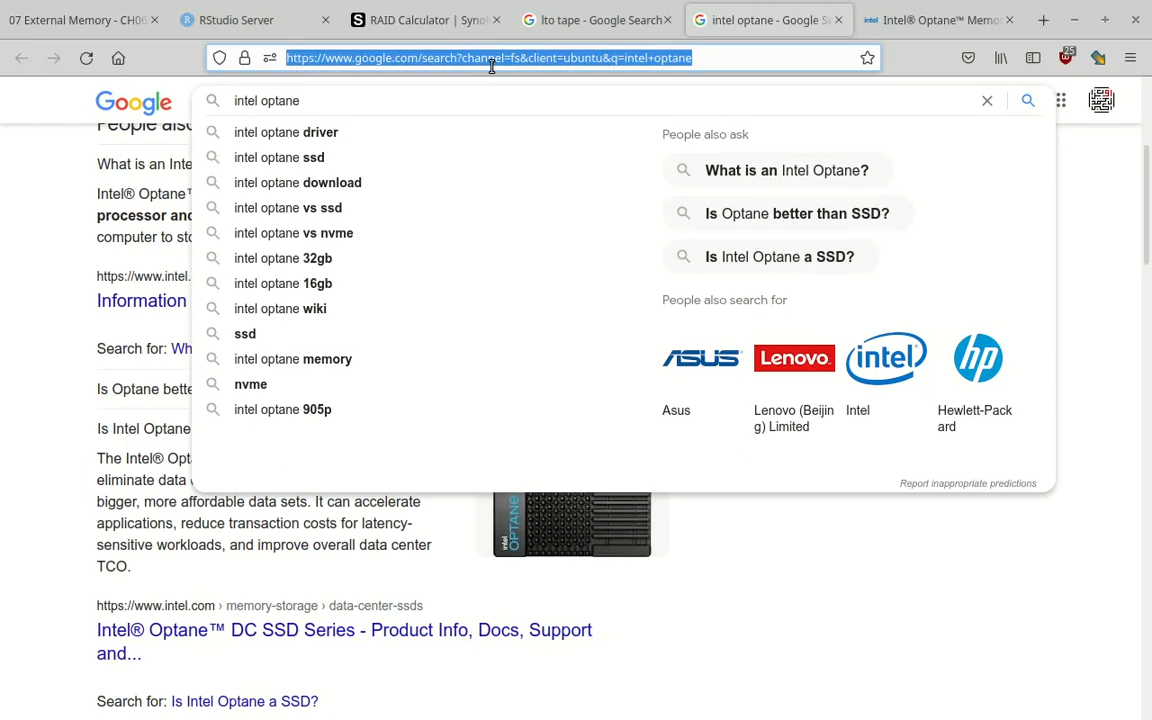 07 External Memory - CH06
RStudio Server
RAID Calculator | Synol
lto tape - Google Search
intel optane - Google Se
Intel® Optane™ Memor
https://www.google.com/search?channel=fs&client=ubuntu&q=intel+optane
25
Google
intel optane
People also
What is an Inte
Intel® Optane™
processor and
computer to sto
https://www.intel.
Information
Search for: Wh
Is Optane bette
Is Intel Optane
intel optane driver
intel optane ssd
intel optane download
intel optane vs ssd
intel optane vs nvme
intel optane 32gb
intel optane 16gb
intel optane wiki
ssd
intel optane memory
nvme
intel optane 905p
People also ask
What is an Intel Optane?
Is Optane better than SSD?
Is Intel Optane a SSD?
People also search for
ASUS
Lenovo
intel
hp
Asus
Lenovo (Beijin
g) Limited
Intel
Hewlett-Pack
ard
Report inappropriate predictions
The Intel® Opt
eliminate data
bigger, more affordable data sets. It can accelerate
applications, reduce transaction costs for latency-
sensitive workloads, and improve overall data center
TCO.
intel OPTANE
https://www.intel.com › memory-storage › data-center-ssds
Intel® Optane™ DC SSD Series - Product Info, Docs, Support
and...
Search for: Is Intel Optane a SSD?